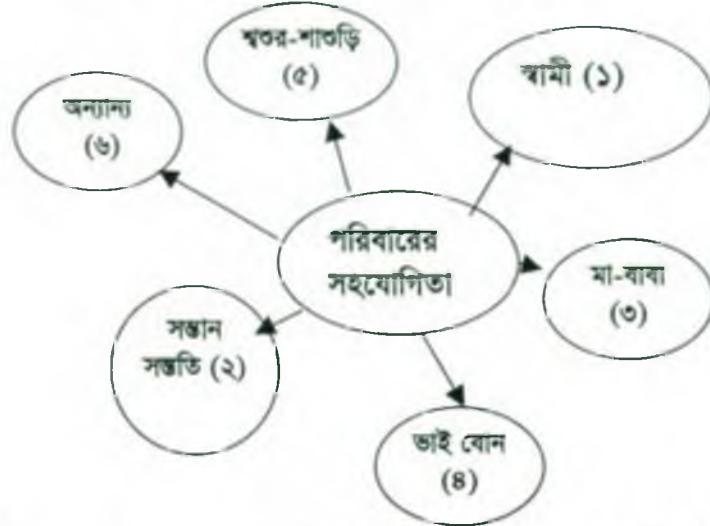 শ্বশুর-শাশুড়ি
(৫)
স্বামী (১)
অন্যান্য
(৬)
পরিবারের
সহযোগিতা
মা-বাবা
(৩)
সন্তান
সন্ততি (২)
ভাই বোন
(৪)